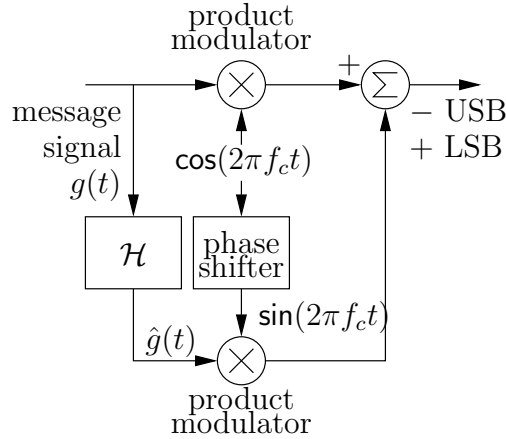 product
modulator
×
+
Σ
message
signal
g(t)
− USB
+ LSB
cos(2πf_ct)
ℋ
phase
shifter
sin(2πf_ct)
ĝ(t)
×
product
modulator